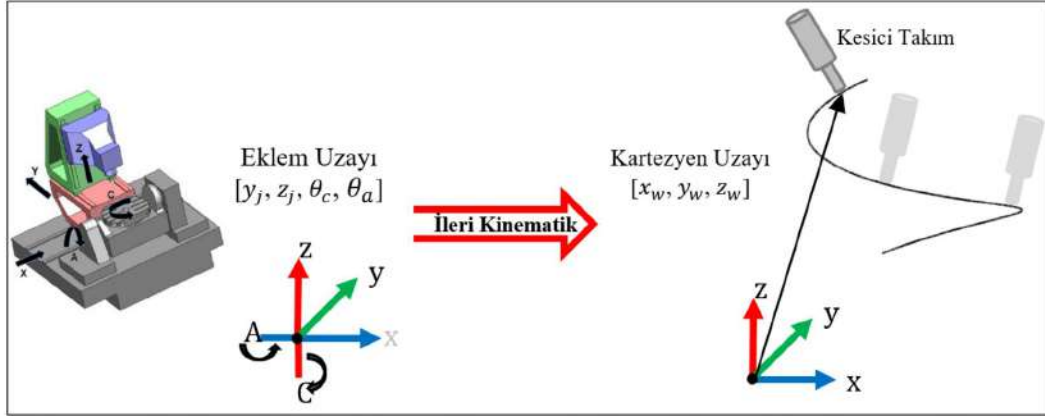 Kesici Takım
Eklem Uzayı
[y_j, z_j, θ_c, θ_a]
Kartezyen Uzayı
[x_w, y_w, z_w]
İleri Kinematik
Z
Y
C
A
X
z
y
A
x
C
z
y
x